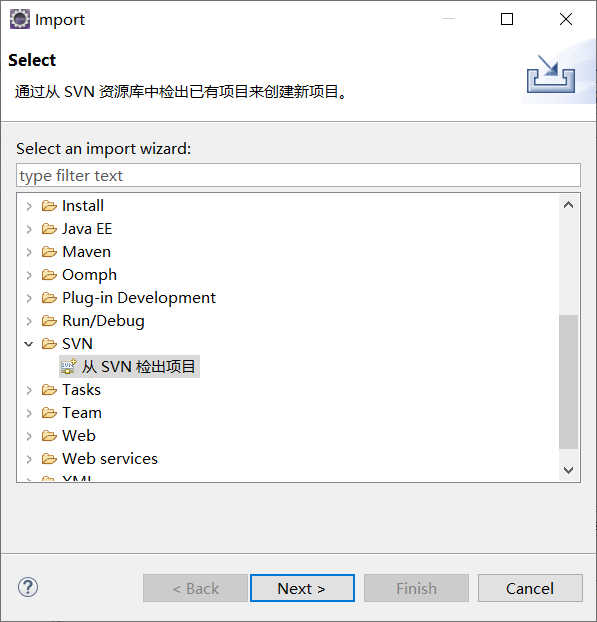 Import
Select
通过从 SVN 资源库中检出已有项目来创建新项目。
Select an import wizard:
type filter text
Install
Java EE
Maven
Oomph
Plug-in Development
Run/Debug
SVN
从 SVN 检出项目
Tasks
Team
Web
Web services
XML
< Back
Next >
Finish
Cancel